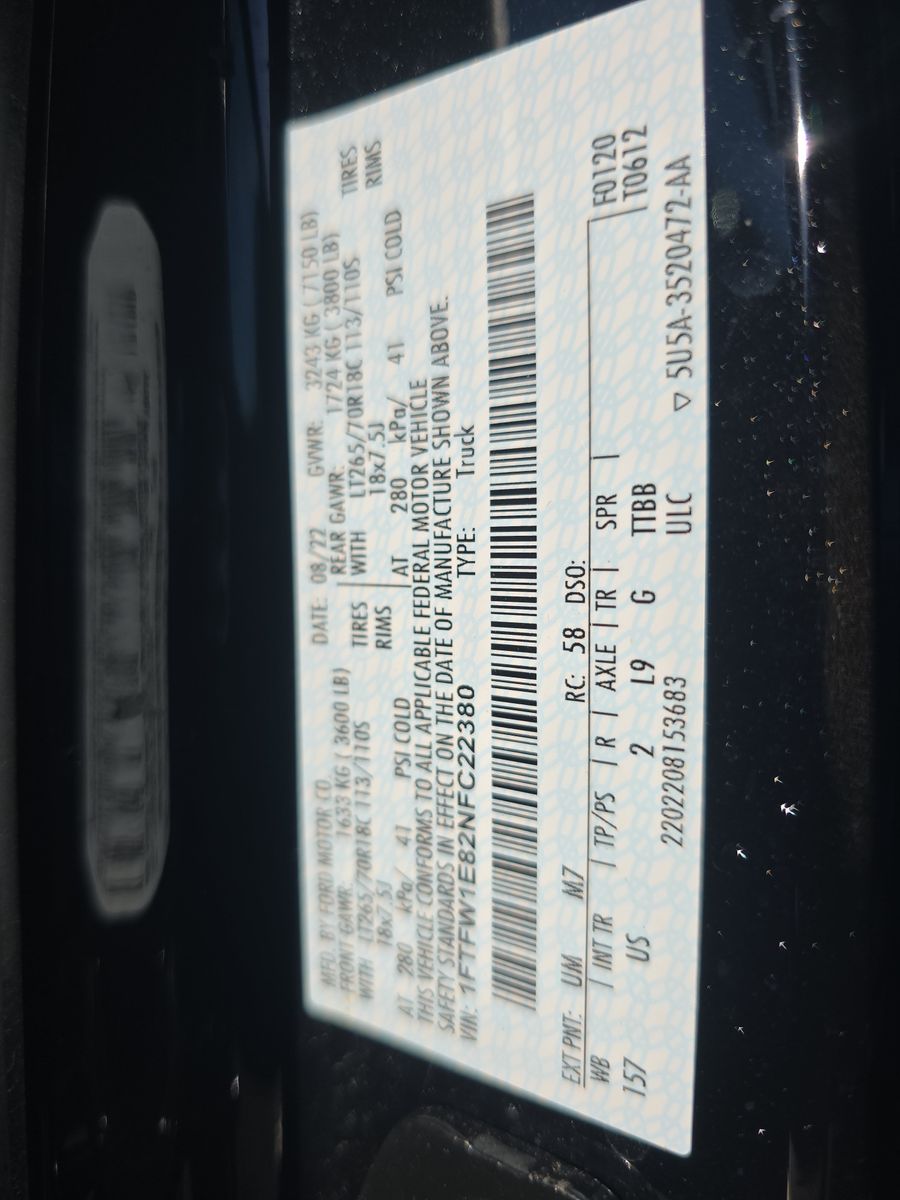 MFD. BY FORD MOTOR CO. DATE: 08/22 GVWR: 3243 KG ( 7150 LB)
FRONT GAWR: 1633 KG ( 3600 LB) REAR GAWR: 1724 KG ( 3800 LB)
WITH LT265/70R18C 113/110S TIRES WITH LT265/70R18C 113/110S TIRES
18x7.5J RIMS 18x7.5J RIMS
AT 280 kPa/ 41 PSI COLD AT 280 kPa/ 41 PSI COLD
THIS VEHICLE CONFORMS TO ALL APPLICABLE FEDERAL MOTOR VEHICLE
SAFETY STANDARDS IN EFFECT ON THE DATE OF MANUFACTURE SHOWN ABOVE.
VIN: 1FTFW1E82NFC22380 TYPE: Truck
EXT PNT: UM M7 RC: 58 DSO:
WB | INT TR | TP/PS | R | AXLE | TR | SPR | F0120
157 US 2 L9 G TTBB T0612
2202208153683 ULC ▽ 5U5A-3520472-AA